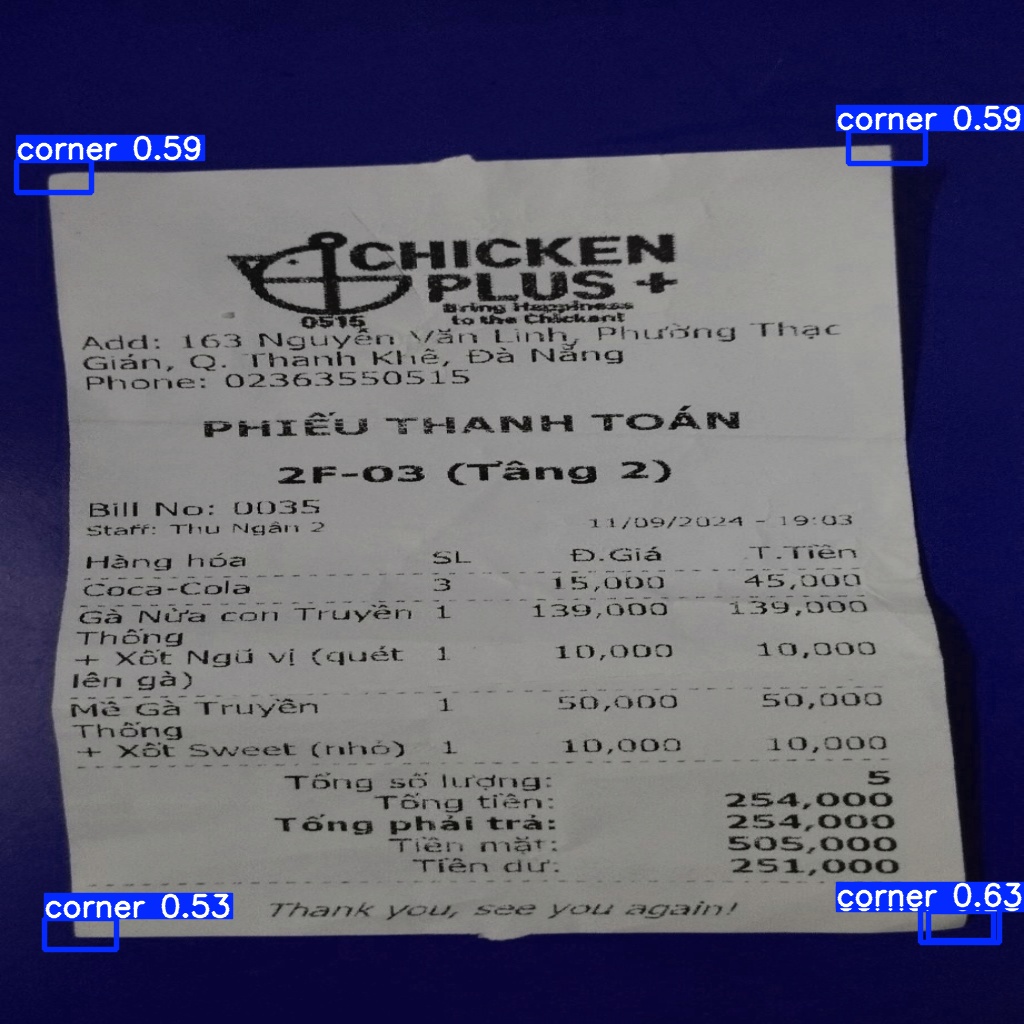 corner 0.59
corner 0.59
CHICKEN
PLUS +
Bring Happiness
to the Chickent
0515
Add: 163 Nguyễn Văn Linh, Phường Thạc
Gián, Q. Thanh Khê, Đà Nẵng
Phone: 02363550515
PHIẾU THANH TOÁN
2F-03 (Tầng 2)
Bill No: 0035
Staff: Thu Ngân 2 11/09/2024 - 19:03
Hàng hóa SL Đ.Giá T.Tiền
Coca-Cola 3 15,000 45,000
Gà Nửa con Truyền 1 139,000 139,000
Thống
+ Xốt Ngũ vị (quét 1 10,000 10,000
lên gà)
Mề Gà Truyền 1 50,000 50,000
Thống
+ Xốt Sweet (nhỏ) 1 10,000 10,000
Tổng số lượng: 5
Tổng tiền: 254,000
Tổng phải trả: 254,000
Tiền mặt: 505,000
Tiền dư: 251,000
Thank you, see you again!
corner 0.53
corner 0.63